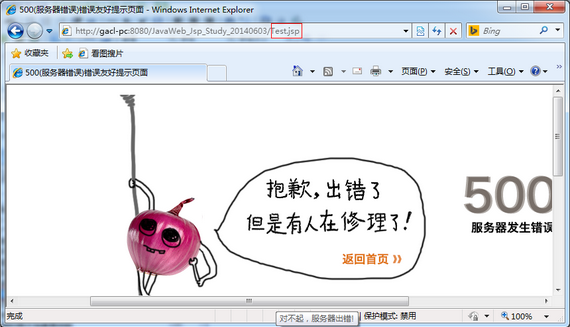 500(服务器错误)错误友好提示页面 - Windows Internet Explorer
http://gacl-pc:8080/JavaWeb_Jsp_Study_20140603/Test.jsp
Bing
收藏夹 看图搜片
500(服务器错误)错误友好提示页面
页面(P) 安全(S) 工具(O)
抱歉,出错了
但是有人在修理了!
返回首页 》
500
服务器发生错误
完成
对不起,服务器出错!
保护模式: 禁用
100%